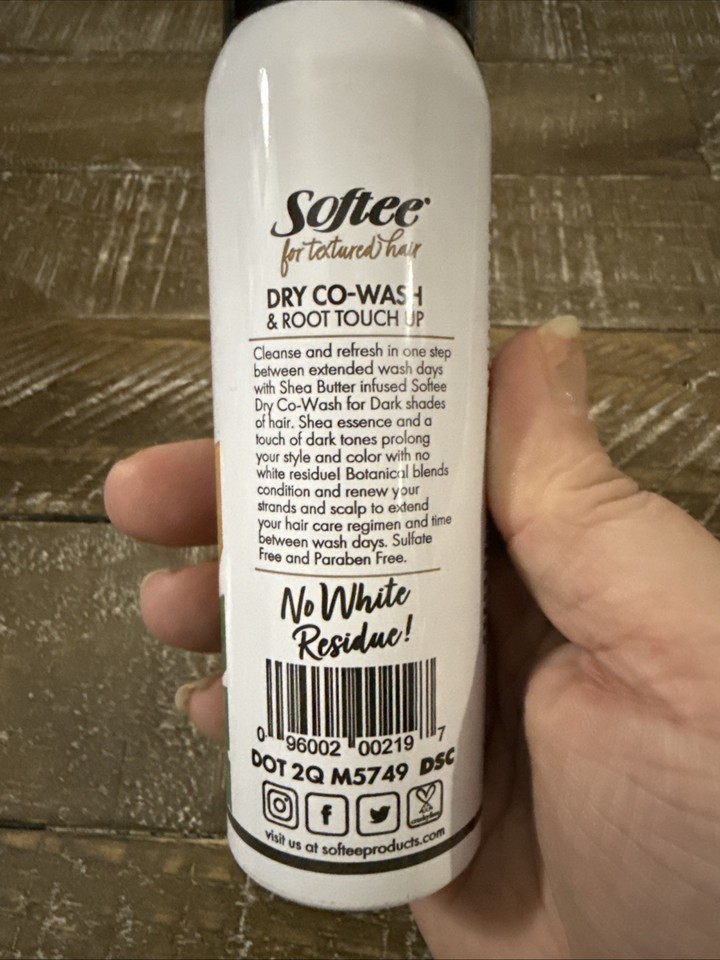 Softee
for textured hair
DRY CO-WASH
& ROOT TOUCH UP
Cleanse and refresh in one step
between extended wash days
with Shea Butter infused Softee
Dry Co-Wash for Dark shades
of hair. Shea essence and a
touch of dark tones prolong
your style and color with no
white residue! Botanical blends
condition and renew your
strands and scalp to extend
your hair care regimen and time
between wash days. Sulfate
Free and Paraben Free.
No White
Residue!
0 96002 00219 7
DOT 2Q M5749 DSC
visit us at softeeproducts.com